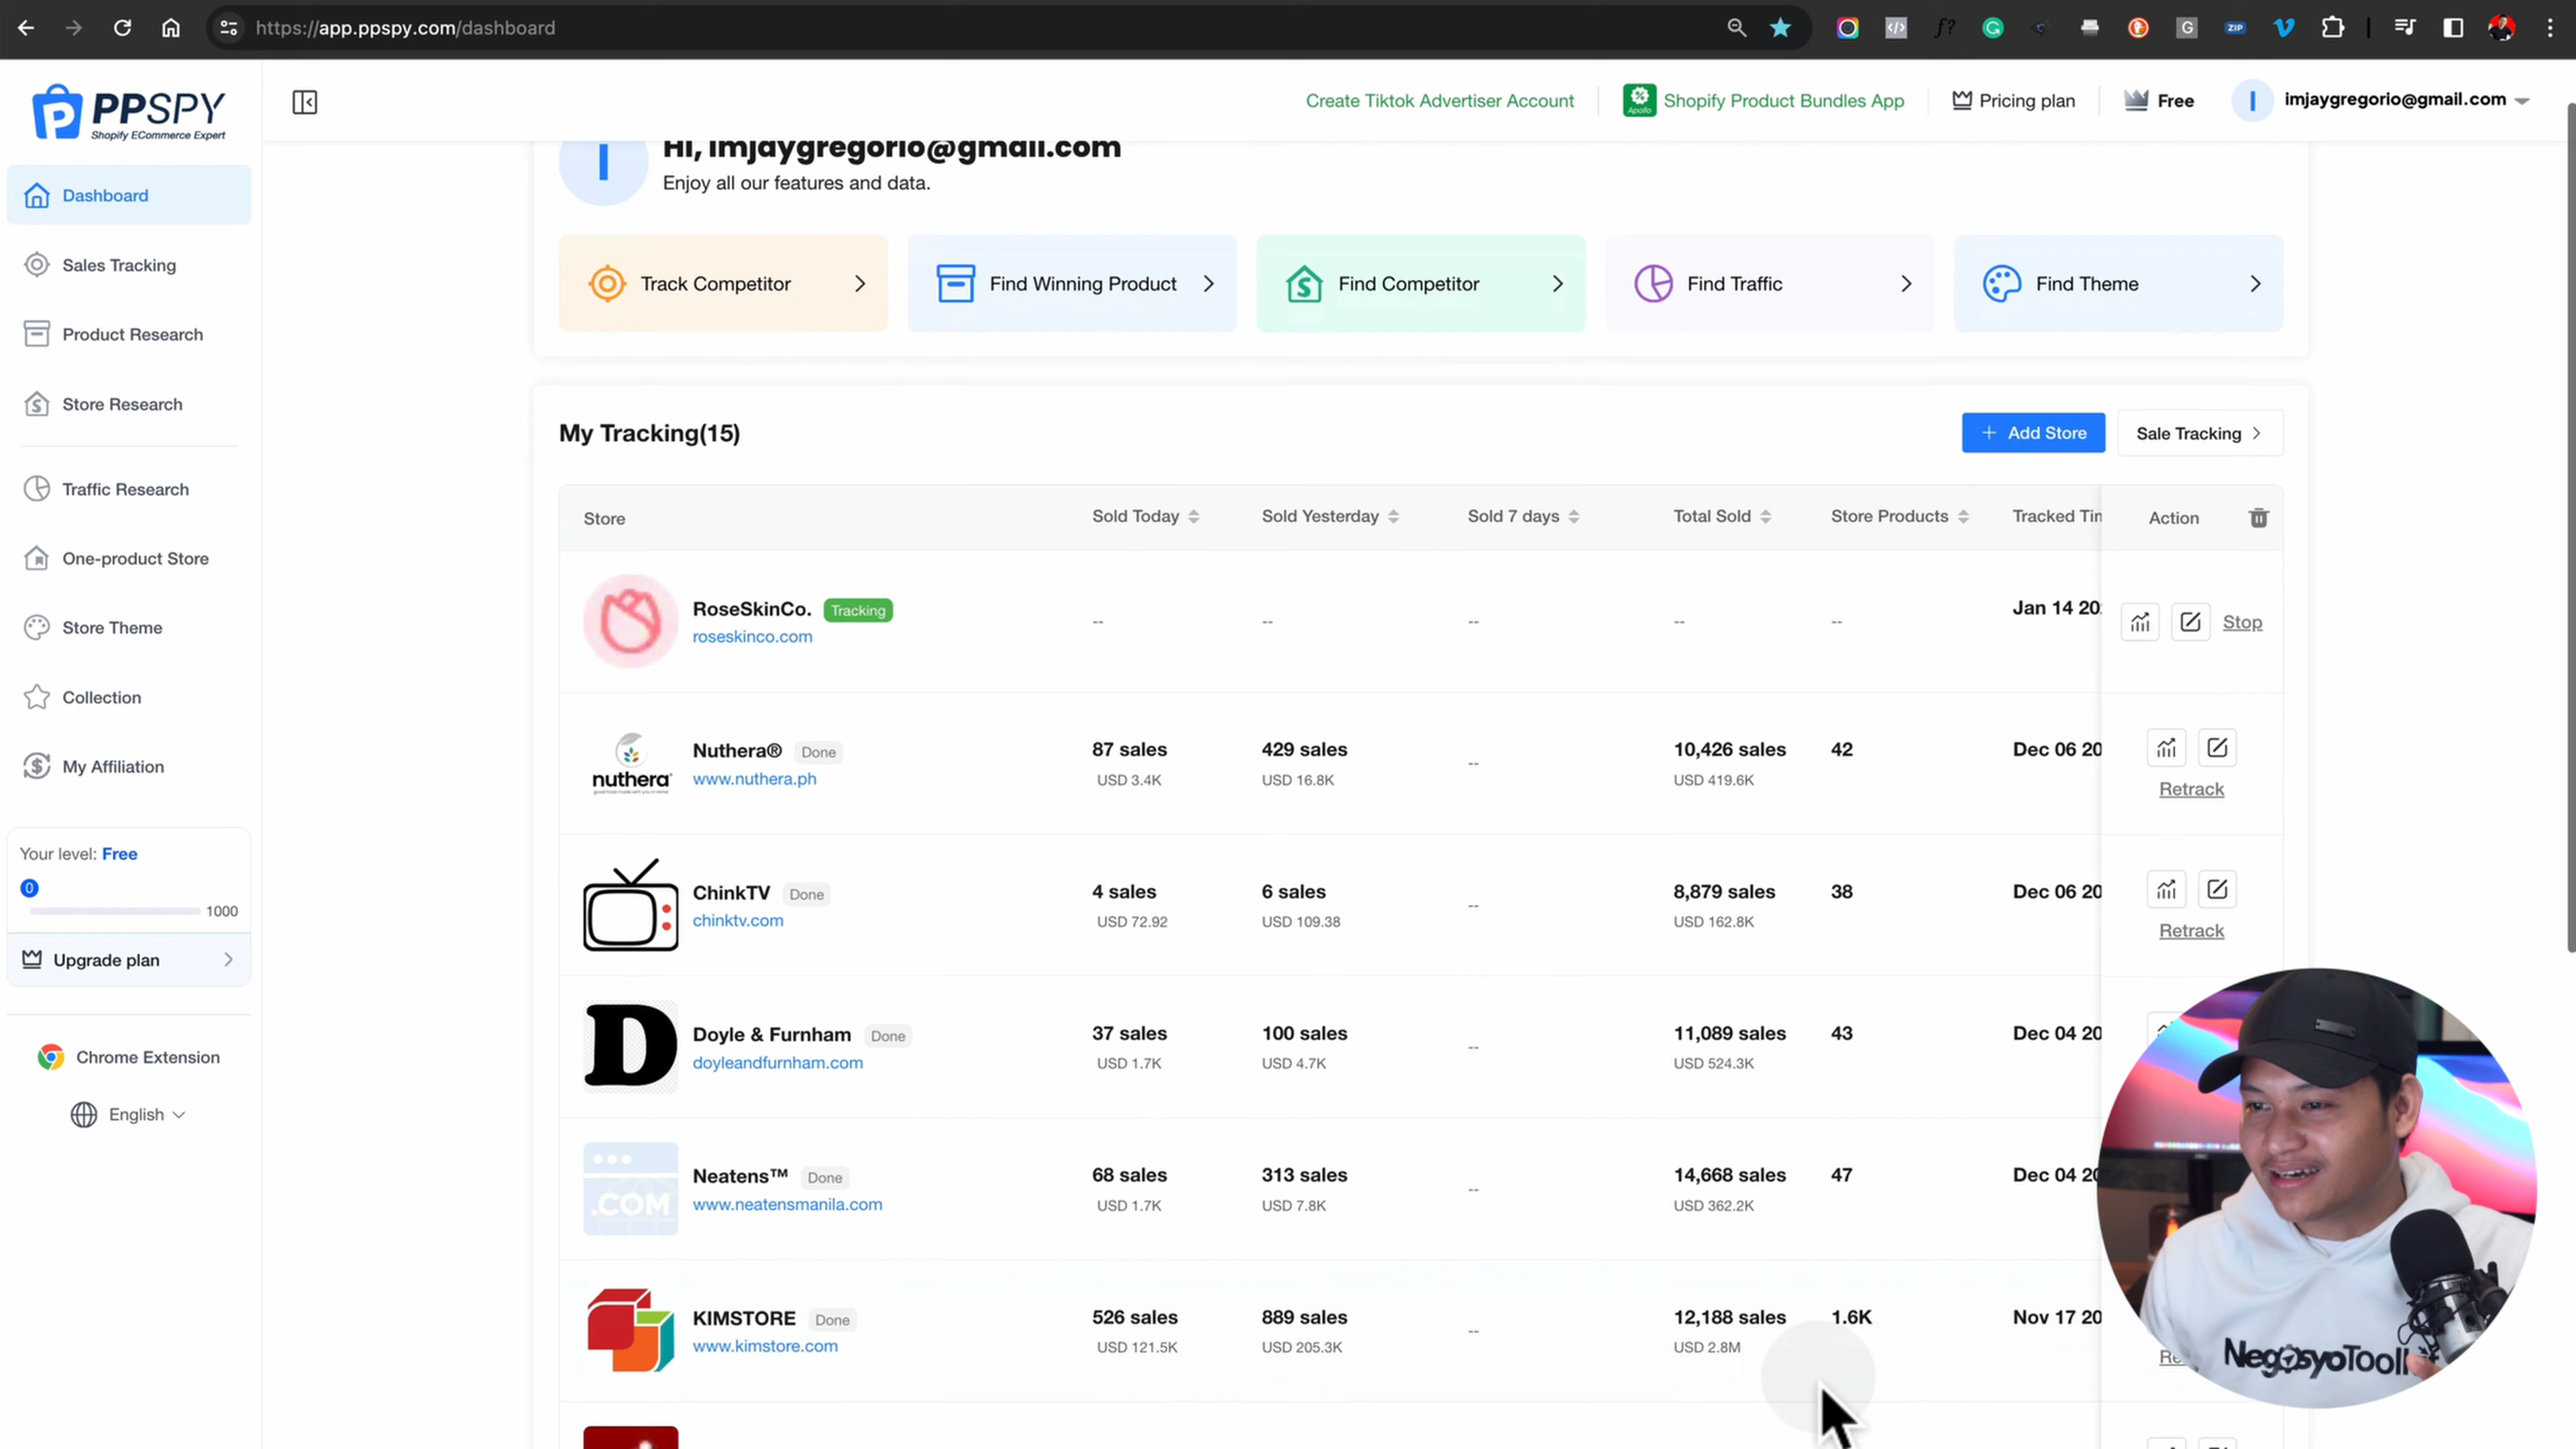 https://app.ppspy.com/dashboard
PPSPY
Shopify ECommerce Expert
Create Tiktok Advertiser Account
Shopify Product Bundles App
Pricing plan
Free
I
imjaygregorio@gmail.com
Dashboard
Sales Tracking
Product Research
Store Research
Traffic Research
One-product Store
Store Theme
Collection
My Affiliation
Your level: Free
0
1000
Upgrade plan
Chrome Extension
English
I
Hi, imjaygregorio@gmail.com
Enjoy all our features and data.
Track Competitor
Find Winning Product
Find Competitor
Find Traffic
Find Theme
My Tracking(15)
+ Add Store
Sale Tracking
Store Sold Today Sold Yesterday Sold 7 days Total Sold Store Products Tracked Tim Action
RoseSkinCo. Tracking -- -- -- -- -- Jan 14 20 Stop
roseskinco.com
nuthera
Nuthera® Done 87 sales 429 sales -- 10,426 sales 42 Dec 06 20
www.nuthera.ph USD 3.4K USD 16.8K USD 419.6K Retrack
ChinkTV Done 4 sales 6 sales -- 8,879 sales 38 Dec 06 20
chinktv.com USD 72.92 USD 109.38 USD 162.8K Retrack
D
Doyle & Furnham Done 37 sales 100 sales -- 11,089 sales 43 Dec 04 20
doyleandfurnham.com USD 1.7K USD 4.7K USD 524.3K
.COM
Neatens™ Done 68 sales 313 sales -- 14,668 sales 47 Dec 04 20
www.neatensmanila.com USD 1.7K USD 7.8K USD 362.2K
KIMSTORE Done 526 sales 889 sales -- 12,188 sales 1.6K Nov 17 20
www.kimstore.com USD 121.5K USD 205.3K USD 2.8M Re
NegosyoTool